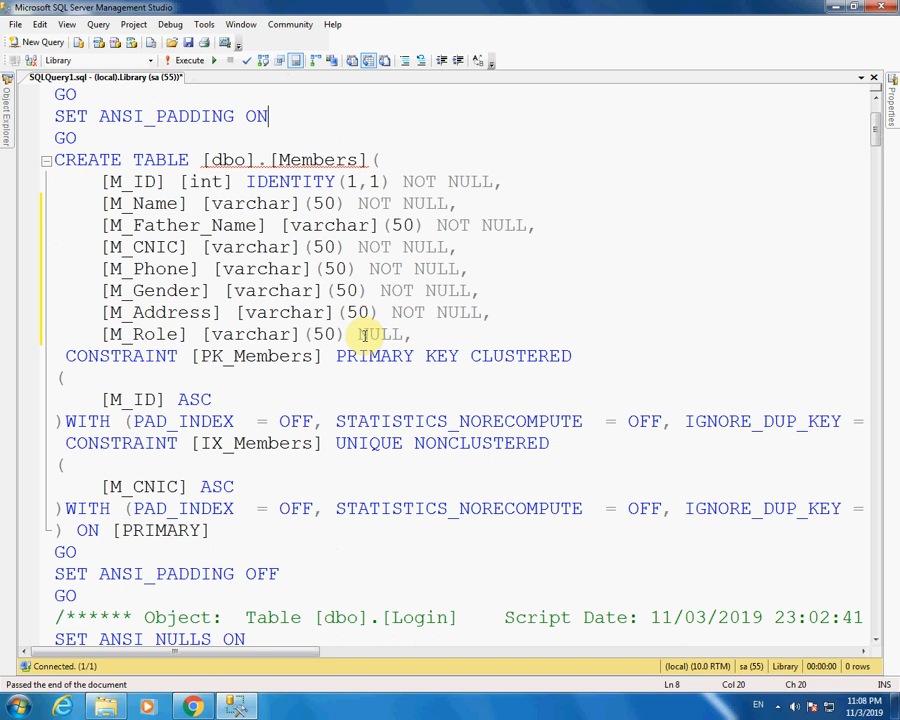 Microsoft SQL Server Management Studio
File Edit View Query Project Debug Tools Window Community Help
New Query
Library Execute
SQLQuery1.sql - (local).Library (sa (55))*
Object Explorer
Properties
GO
SET ANSI_PADDING ON
GO
CREATE TABLE [dbo].[Members](
[M_ID] [int] IDENTITY(1,1) NOT NULL,
[M_Name] [varchar](50) NOT NULL,
[M_Father_Name] [varchar](50) NOT NULL,
[M_CNIC] [varchar](50) NOT NULL,
[M_Phone] [varchar](50) NOT NULL,
[M_Gender] [varchar](50) NOT NULL,
[M_Address] [varchar](50) NOT NULL,
[M_Role] [varchar](50) NULL,
CONSTRAINT [PK_Members] PRIMARY KEY CLUSTERED
(
[M_ID] ASC
)WITH (PAD_INDEX = OFF, STATISTICS_NORECOMPUTE = OFF, IGNORE_DUP_KEY =
CONSTRAINT [IX_Members] UNIQUE NONCLUSTERED
(
[M_CNIC] ASC
)WITH (PAD_INDEX = OFF, STATISTICS_NORECOMPUTE = OFF, IGNORE_DUP_KEY =
) ON [PRIMARY]
GO
SET ANSI_PADDING OFF
GO
/****** Object: Table [dbo].[Login] Script Date: 11/03/2019 23:02:41
SET ANSI_NULLS ON
Connected. (1/1) (local) (10.0 RTM) sa (55) Library 00:00:00 0 rows
Passed the end of the document Ln 8 Col 20 Ch 20 INS
EN 11:08 PM
11/3/2019